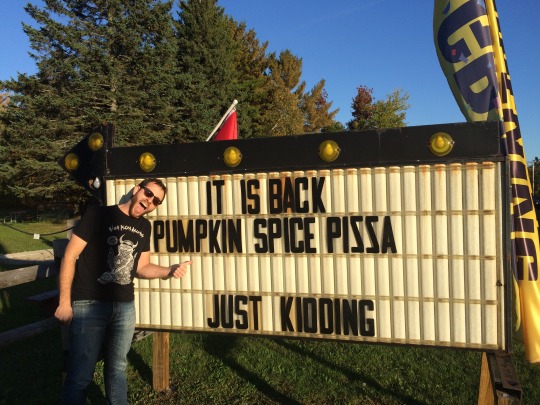 IT IS BACK
PUMPKIN SPICE PISSA
JUST KIDDING